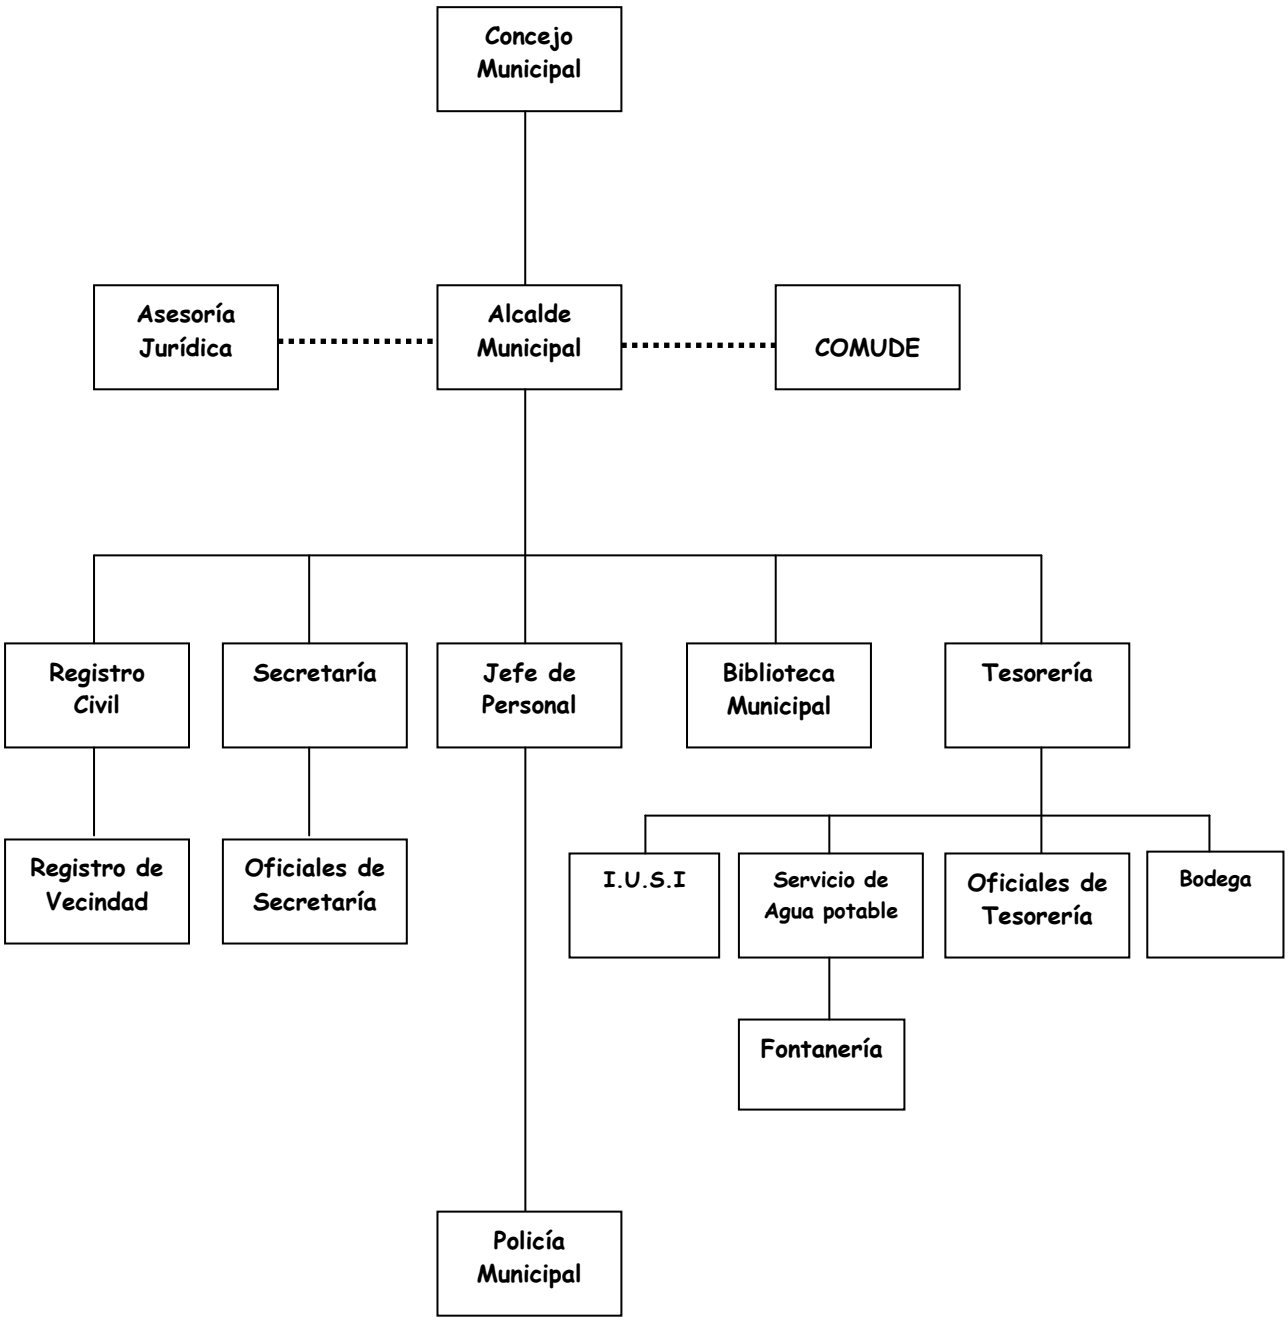 Concejo
Municipal
Asesoría
Jurídica
Alcalde
Municipal
COMUDE
Registro
Civil
Secretaría
Jefe de
Personal
Biblioteca
Municipal
Tesorería
Registro de
Vecindad
Oficiales de
Secretaría
I.U.S.I
Servicio de
Agua potable
Oficiales de
Tesorería
Bodega
Fontanería
Policía
Municipal